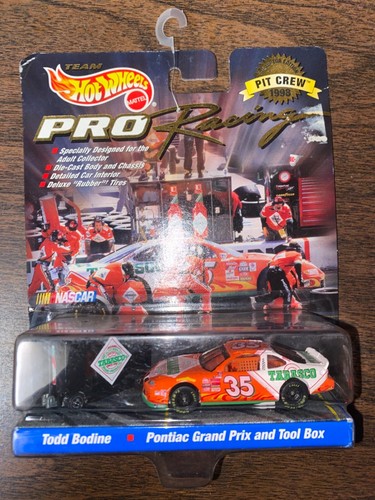 TEAM
Hot Wheels
MATTEL
PIT CREW
1998
PRO Racing
Specially Designed for the
Adult Collector
Die-Cast Body and Chassis
Detailed Car Interior
Deluxe "Rubber" Tires
NASCAR
TABASCO
35
TABASCO
Todd Bodine ■ Pontiac Grand Prix and Tool Box